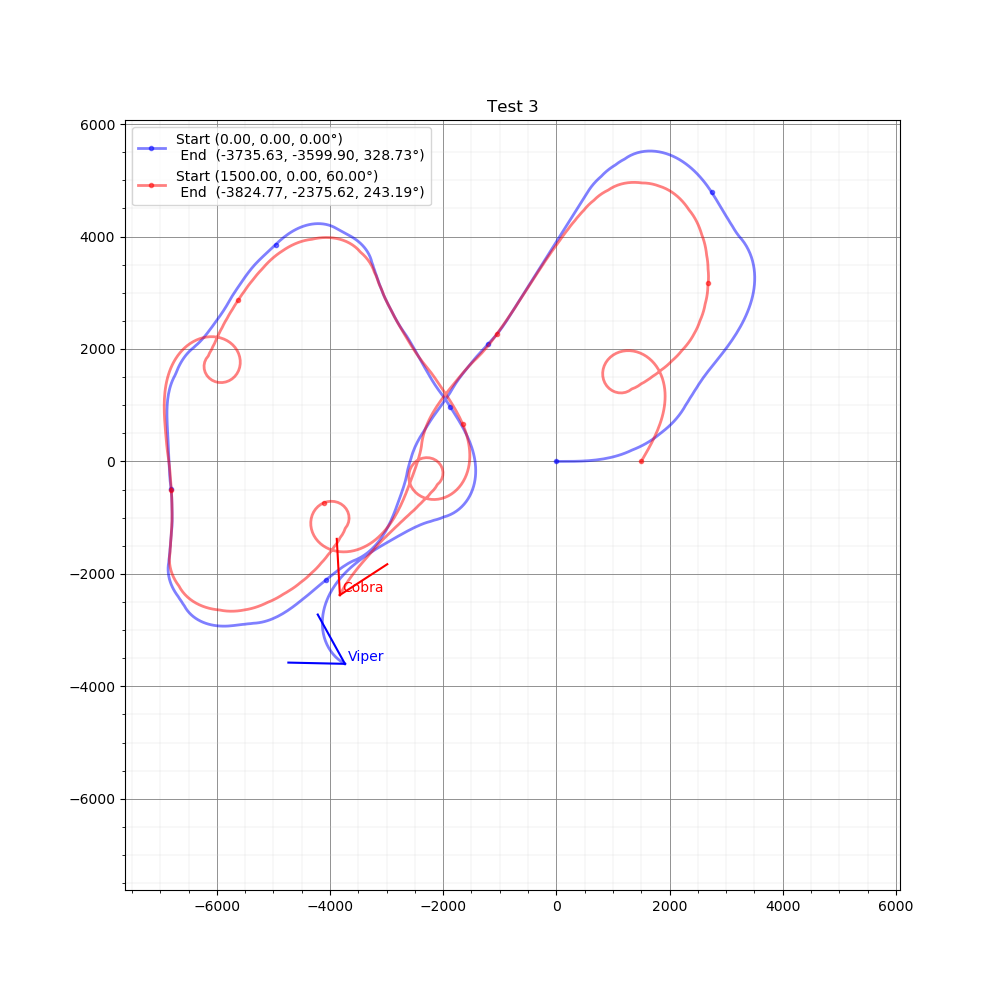 Test 3
Start (0.00, 0.00, 0.00°)
End (-3735.63, -3599.90, 328.73°)
Start (1500.00, 0.00, 60.00°)
End (-3824.77, -2375.62, 243.19°)
6000
4000
2000
0
−2000
−4000
−6000
Cobra
Viper
−6000 −4000 −2000 0 2000 4000 6000